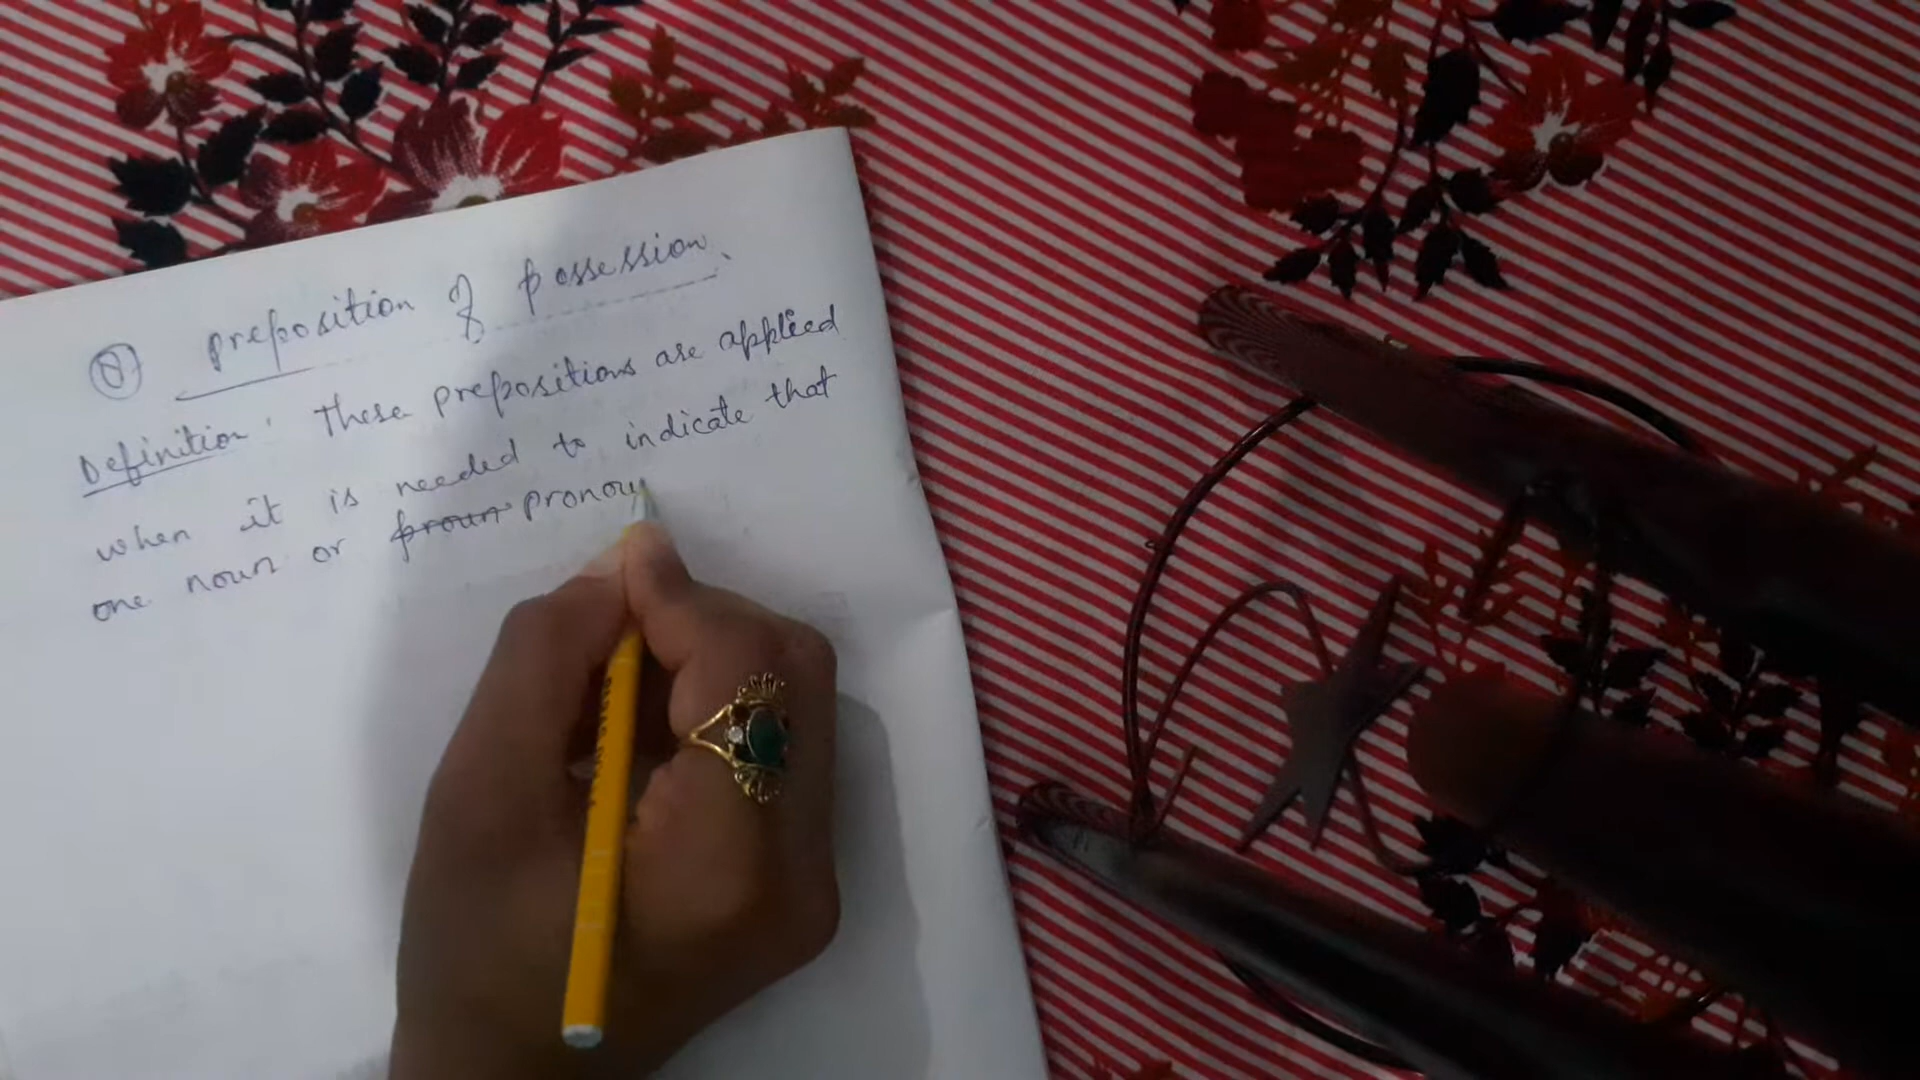 preposition of possession
Definition: These prepositions are applied
when it is needed to indicate that
one noun or proun pronou